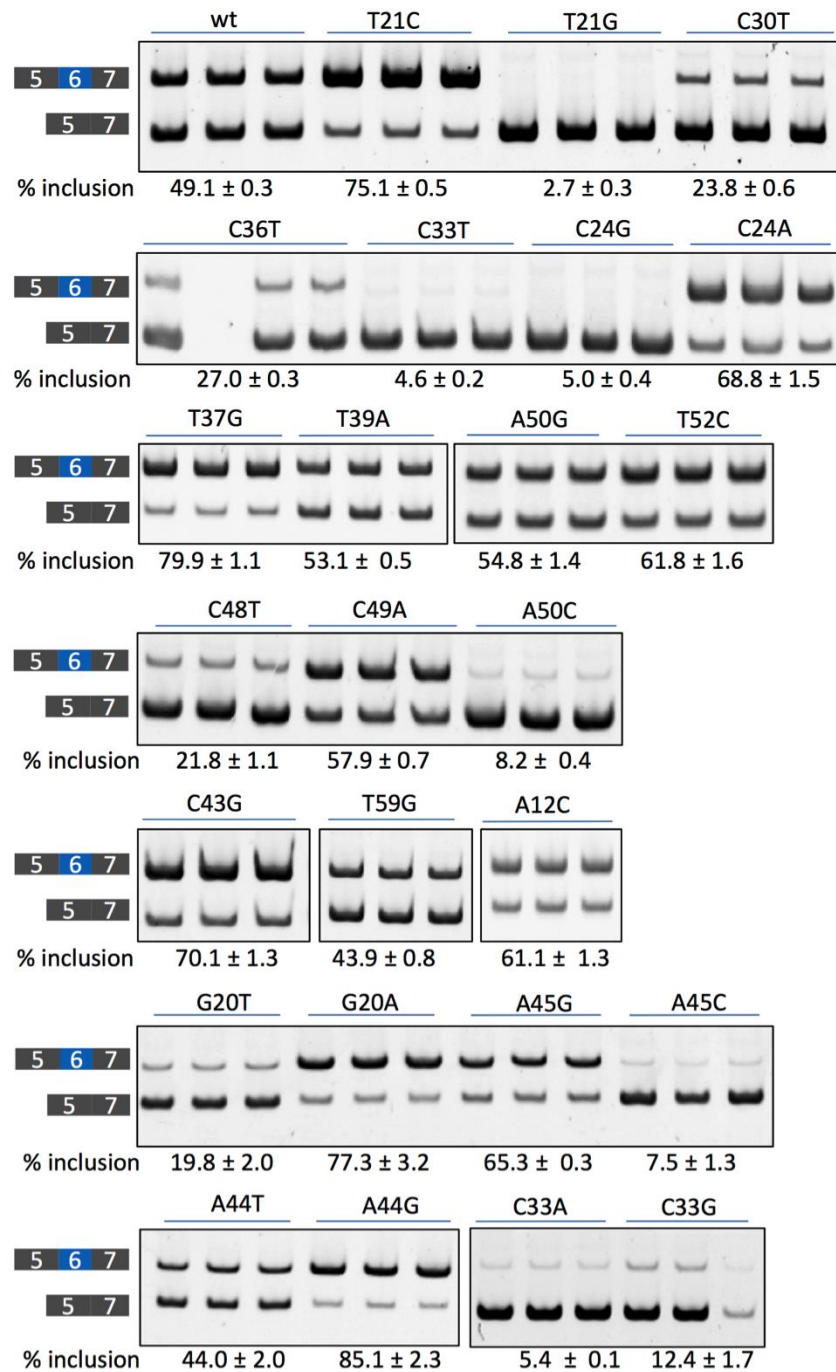 wt T21C T21G C30T
5 6 7
5 7
% inclusion 49.1 ± 0.3 75.1 ± 0.5 2.7 ± 0.3 23.8 ± 0.6
C36T C33T C24G C24A
5 6 7
5 7
% inclusion 27.0 ± 0.3 4.6 ± 0.2 5.0 ± 0.4 68.8 ± 1.5
T37G T39A A50G T52C
5 6 7
5 7
% inclusion 79.9 ± 1.1 53.1 ± 0.5 54.8 ± 1.4 61.8 ± 1.6
C48T C49A A50C
5 6 7
5 7
% inclusion 21.8 ± 1.1 57.9 ± 0.7 8.2 ± 0.4
C43G T59G A12C
5 6 7
5 7
% inclusion 70.1 ± 1.3 43.9 ± 0.8 61.1 ± 1.3
G20T G20A A45G A45C
5 6 7
5 7
% inclusion 19.8 ± 2.0 77.3 ± 3.2 65.3 ± 0.3 7.5 ± 1.3
A44T A44G C33A C33G
5 6 7
5 7
% inclusion 44.0 ± 2.0 85.1 ± 2.3 5.4 ± 0.1 12.4 ± 1.7